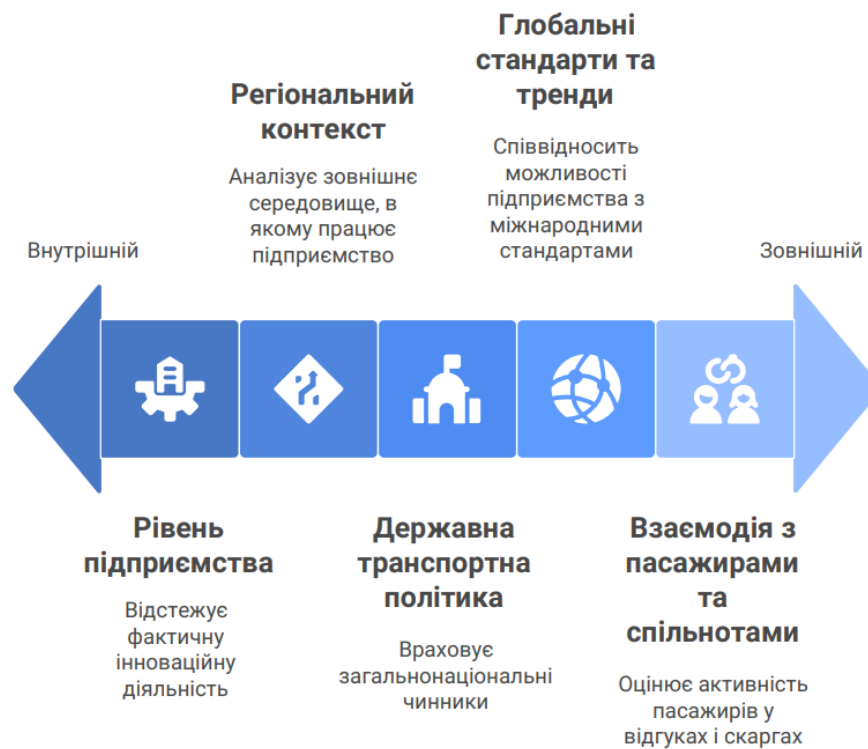 Глобальні
стандарти та
тренди
Співвідносить
можливості
підприємства з
міжнародними
стандартами
Регіональний
контекст
Аналізує зовнішнє
середовище, в
якому працює
підприємство
Внутрішній
Зовнішній
Рівень
підприємства
Відстежує
фактичну
інноваційну
діяльність
Державна
транспортна
політика
Враховує
загальнонаціональні
чинники
Взаємодія з
пасажирами
та
спільнотами
Оцінює активність
пасажирів у
відгуках і скаргах